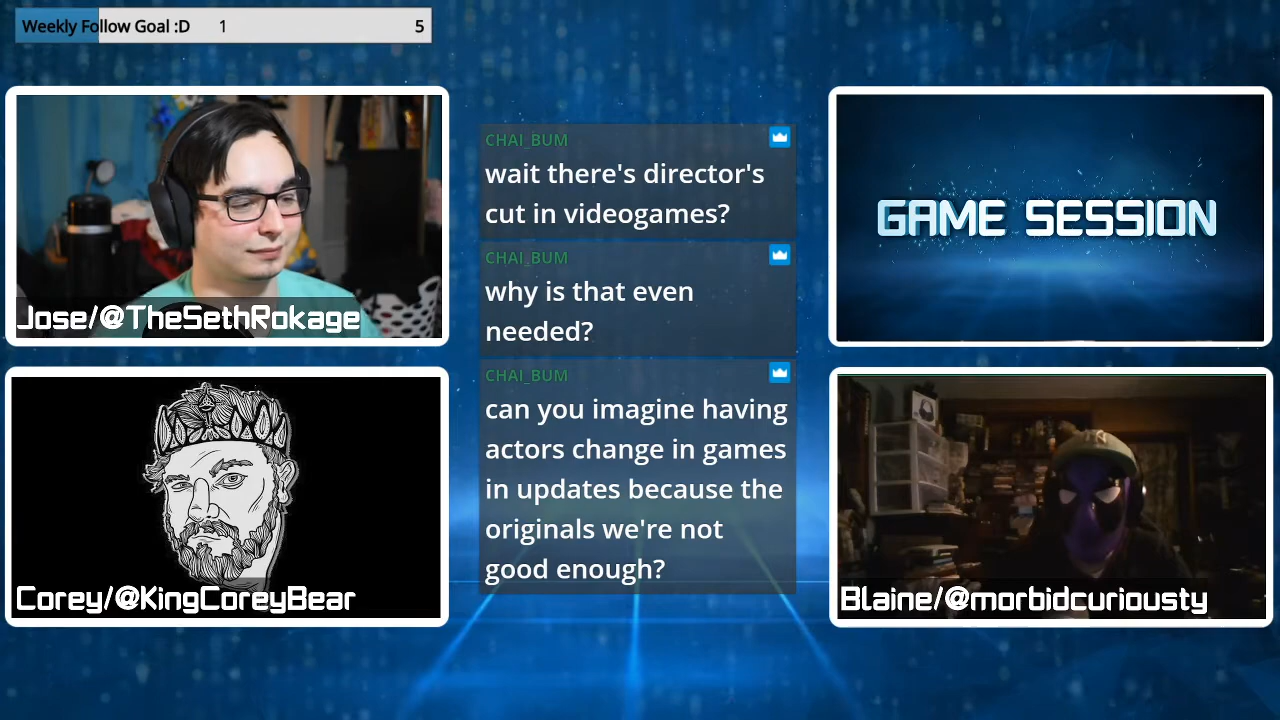 Weekly Follow Goal :D 1 5
CHAI_BUM
wait there's director's
cut in videogames?
CHAI_BUM
why is that even
needed?
CHAI_BUM
can you imagine having
actors change in games
in updates because the
originals we're not
good enough?
GAME SESSION
Jose/@TheSethRokage
Corey/@KingCoreyBear
Blaine/@morbidcuriousty